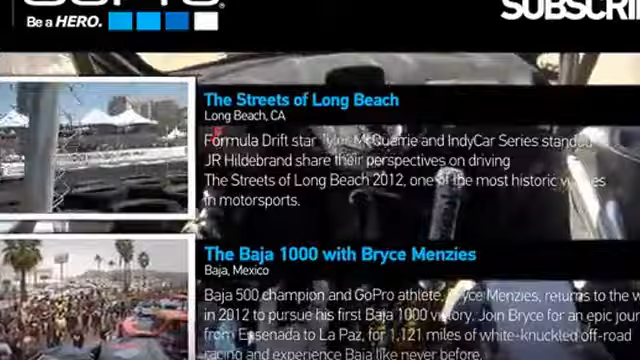 Be a HERO.
The Streets of Long Beach
Long Beach, CA
Formula Drift star Tyler McQuarrie and IndyCar Series
JR Hildebrand share their perspectives on driving
The Streets of Long Beach 2012, one of the most historic
in motorsports.
The Baja 1000 with Bryce Menzies
Baja, Mexico
Baja 500 champion and GoPro athlete, Bryce Menzies, returns to the
in 2012 to pursue his first Baja 1000 victory. Join Bryce for an epic
from Ensenada to La Paz, for 1,121 miles of white-knuckled off-road
racing and experience Baja like never before.